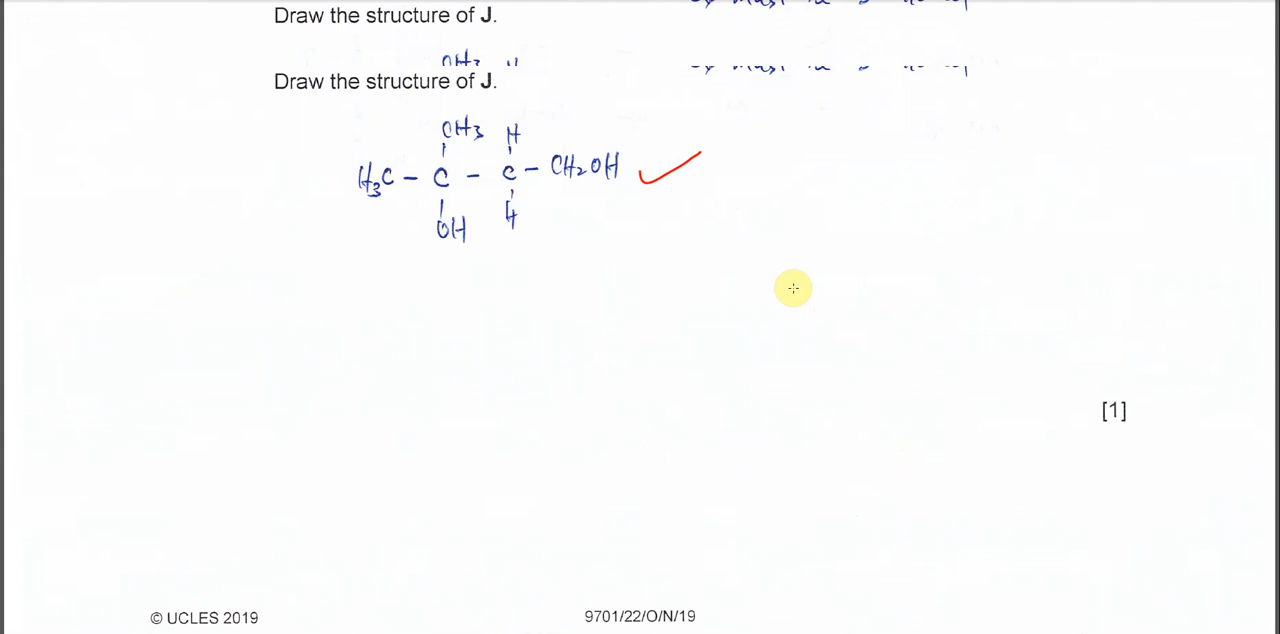 Draw the structure of J.
Draw the structure of J.
CH3 H
H3C - C - C - CH2OH
OH H
[1]
© UCLES 2019
9701/22/O/N/19